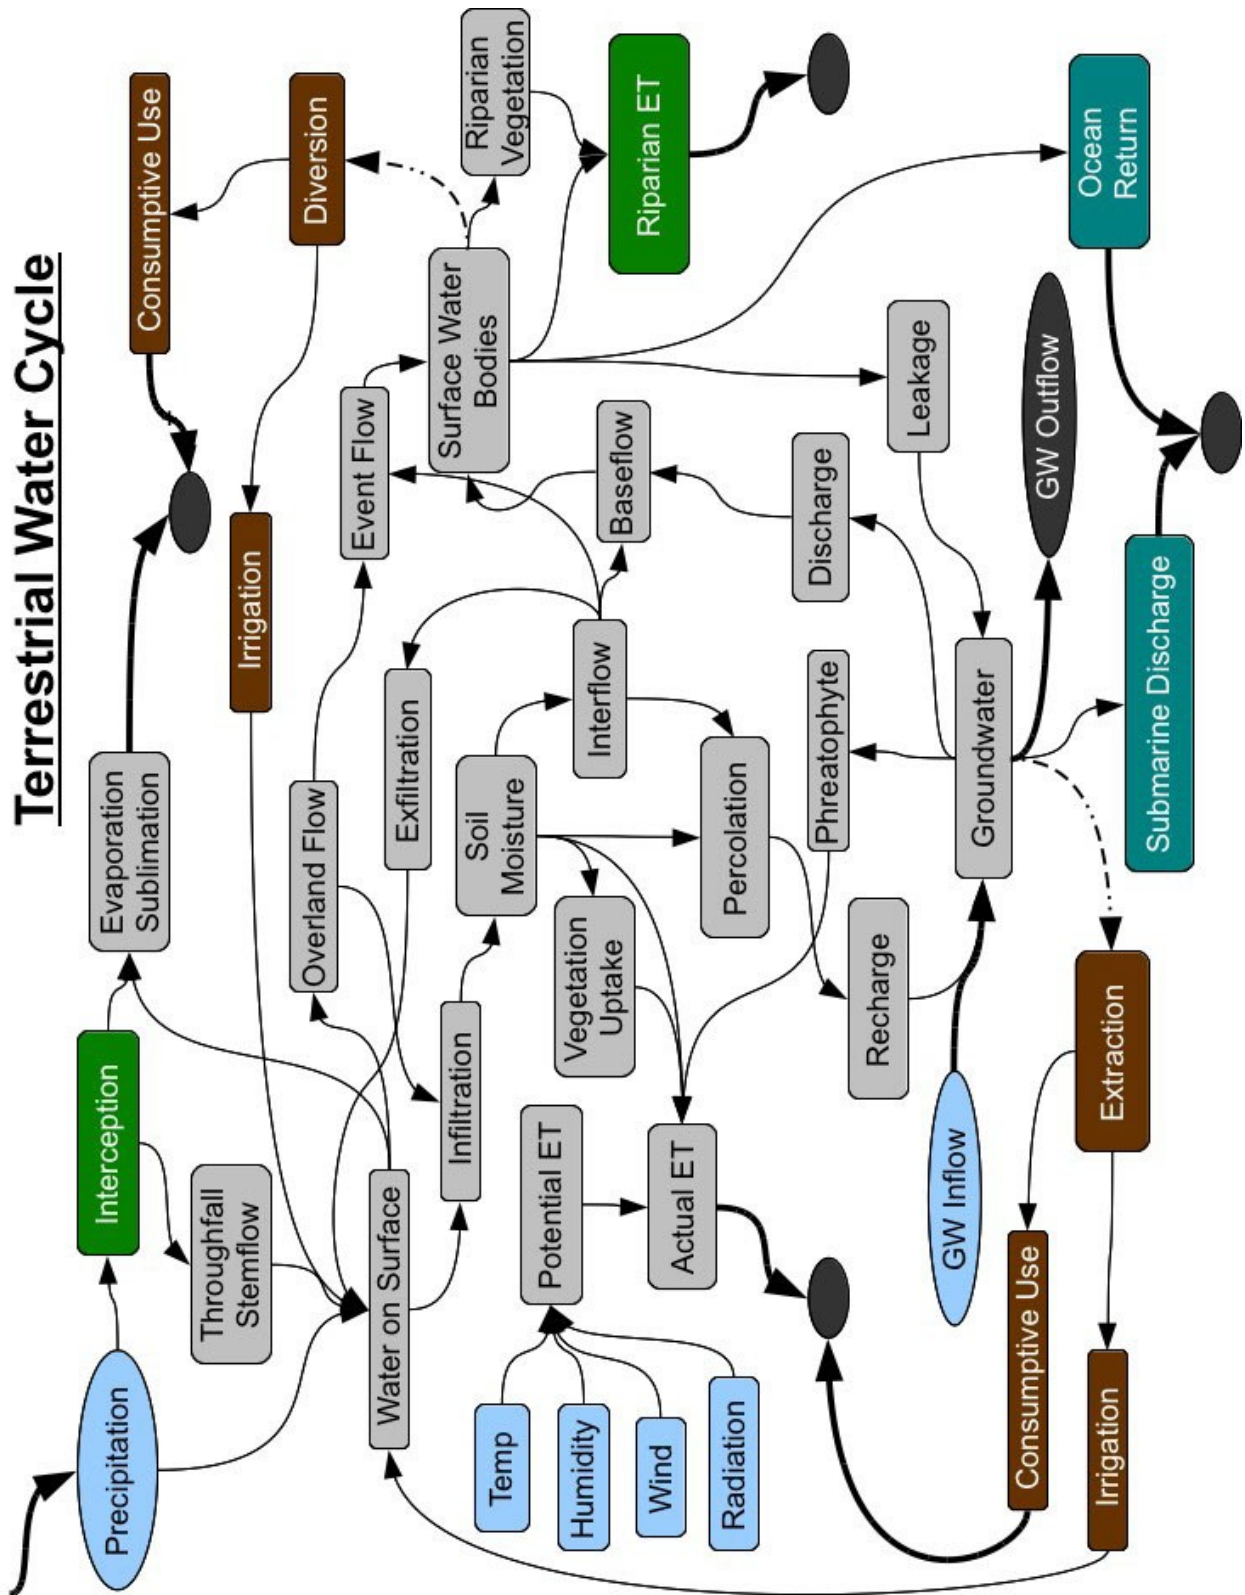 Terrestrial Water Cycle
Precipitation
Interception
Evaporation
Sublimation
Consumptive Use
Throughfall
Stemflow
Irrigation
Diversion
Water on Surface
Overland Flow
Event Flow
Exfiltration
Infiltration
Soil
Moisture
Surface Water
Bodies
Riparian
Vegetation
Temp
Humidity
Wind
Radiation
Potential ET
Vegetation
Uptake
Interflow
Baseflow
Riparian ET
Actual ET
Percolation
Phreatophyte
Discharge
Leakage
Recharge
GW Inflow
Groundwater
GW Outflow
Consumptive Use
Irrigation
Extraction
Submarine Discharge
Ocean
Return